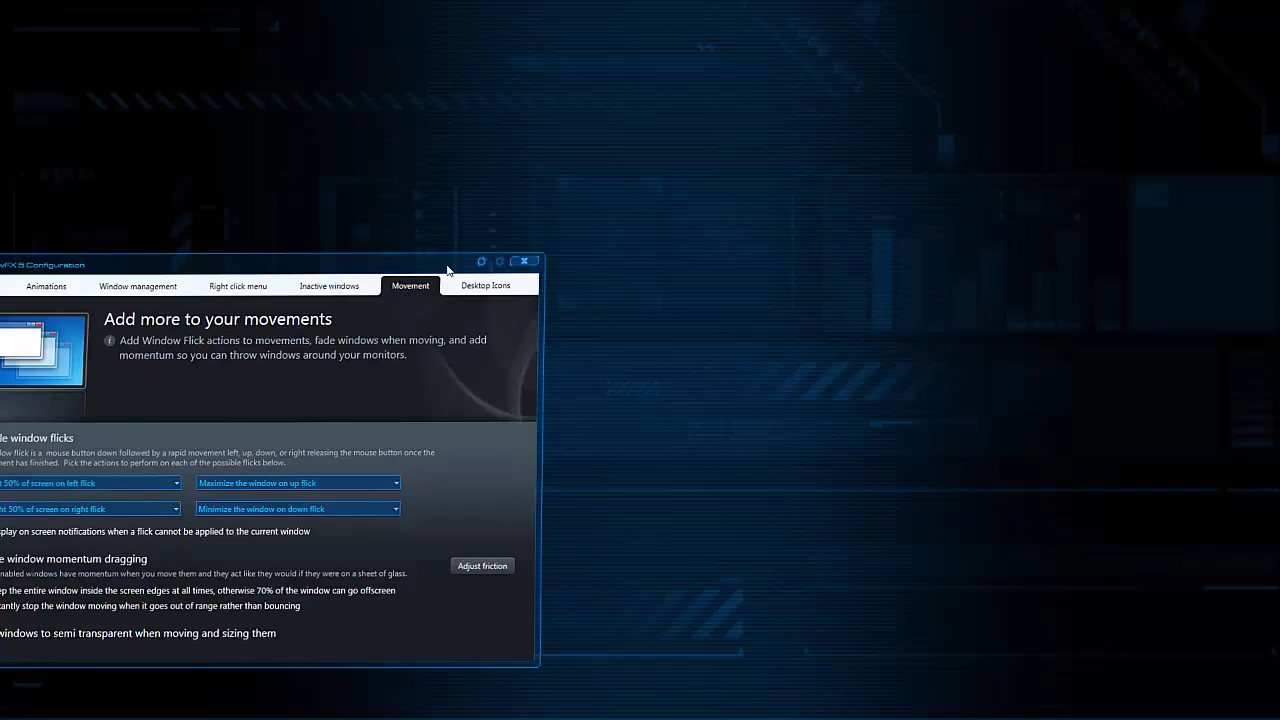 wFX 5 Configuration
Animations
Window management
Right click menu
Inactive windows
Movement
Desktop Icons
Add more to your movements
Add Window Flick actions to movements, fade windows when moving, and add
momentum so you can throw windows around your monitors.
le window flicks
ow flick is a mouse button down followed by a rapid movement left, up, down, or right releasing the mouse button once the
ment has finished. Pick the actions to perform on each of the possible flicks below.
t 50% of screen on left flick
Maximize the window on up flick
ht 50% of screen on right flick
Minimize the window on down flick
splay on screen notifications when a flick cannot be applied to the current window
e window momentum dragging
Adjust friction
nabled windows have momentum when you move them and they act like they would if they were on a sheet of glass.
ep the entire window inside the screen edges at all times, otherwise 70% of the window can go offscreen
tantly stop the window moving when it goes out of range rather than bouncing
windows to semi transparent when moving and sizing them